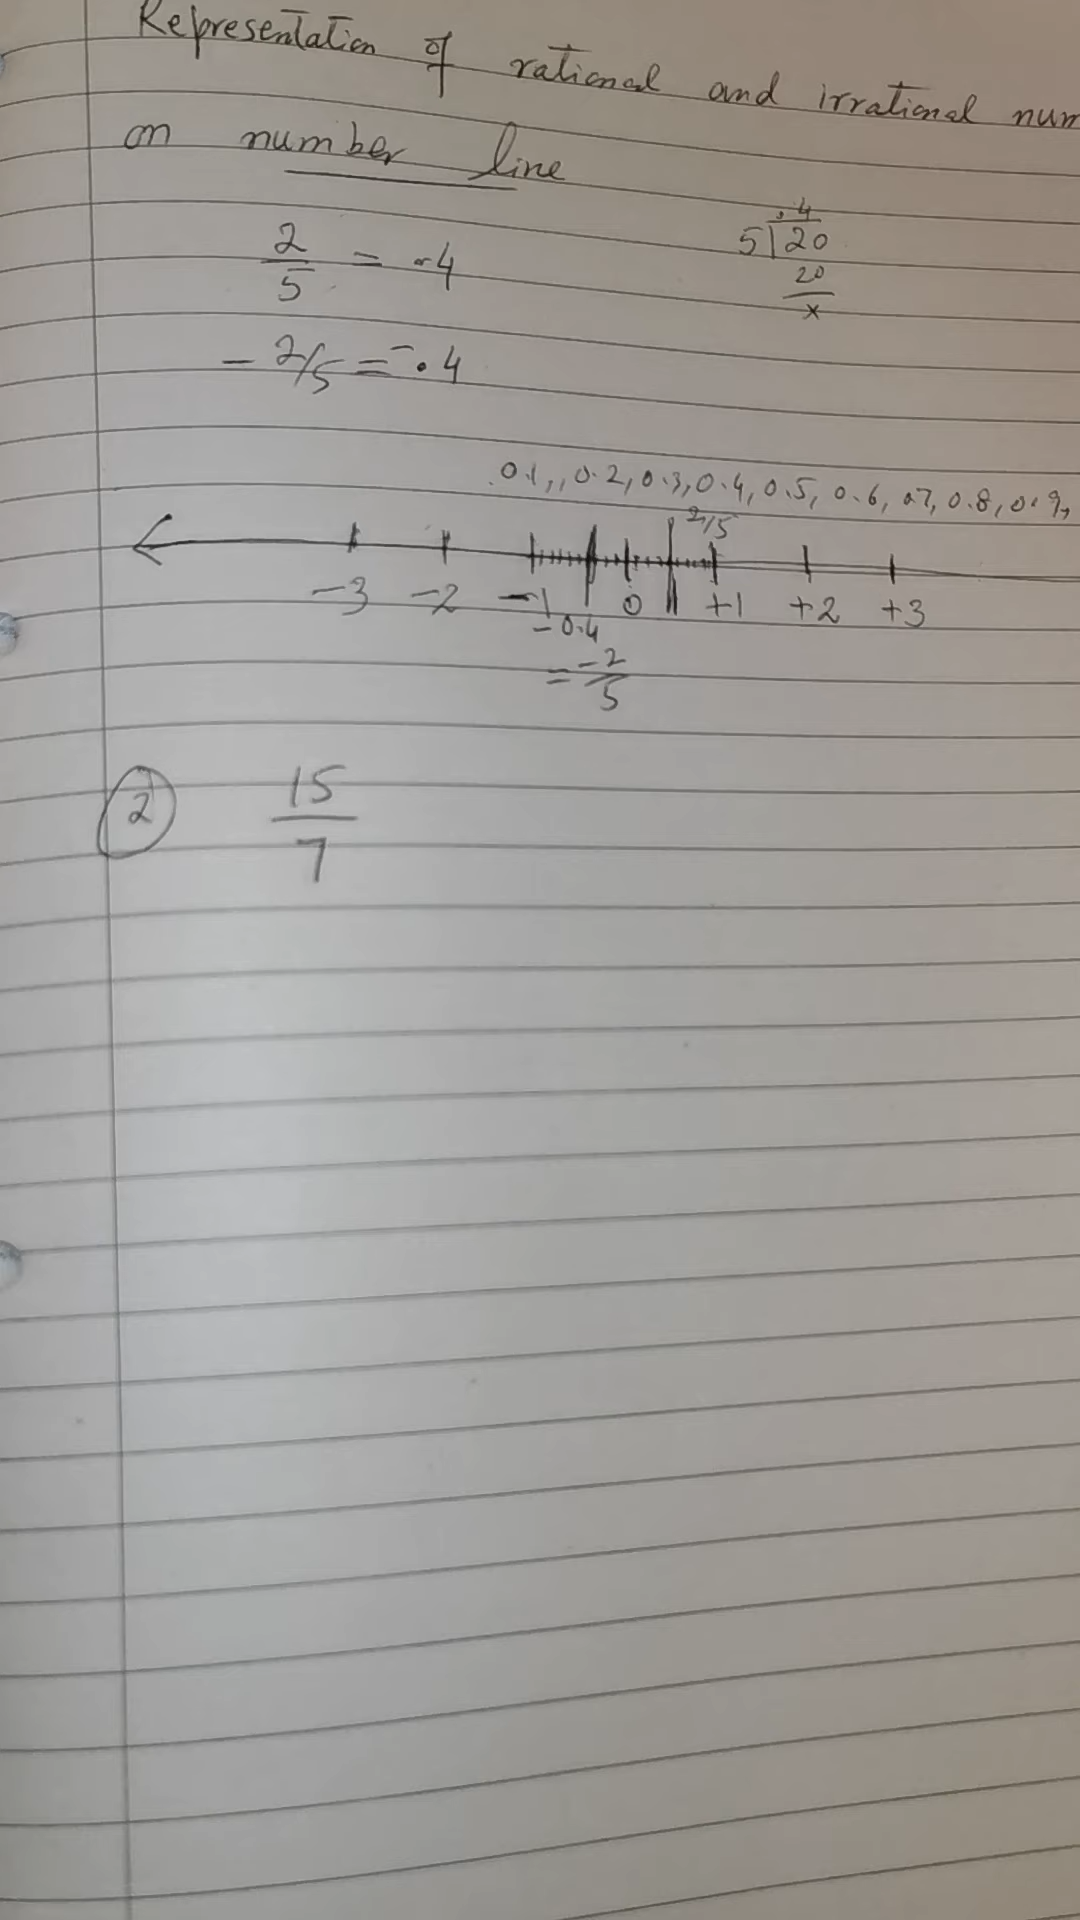 Representation of rational and irrational num
on number line
2/5 = .4
.4
5 20
20
x
- 2/5 = -.4
0.1, , 0.2, 0.3, 0.4, 0.5, 0.6, 0.7, 0.8, 0.9,
2/5
-3 -2 -1 0 +1 +2 +3
-0.4
= -2/5
2 15/7